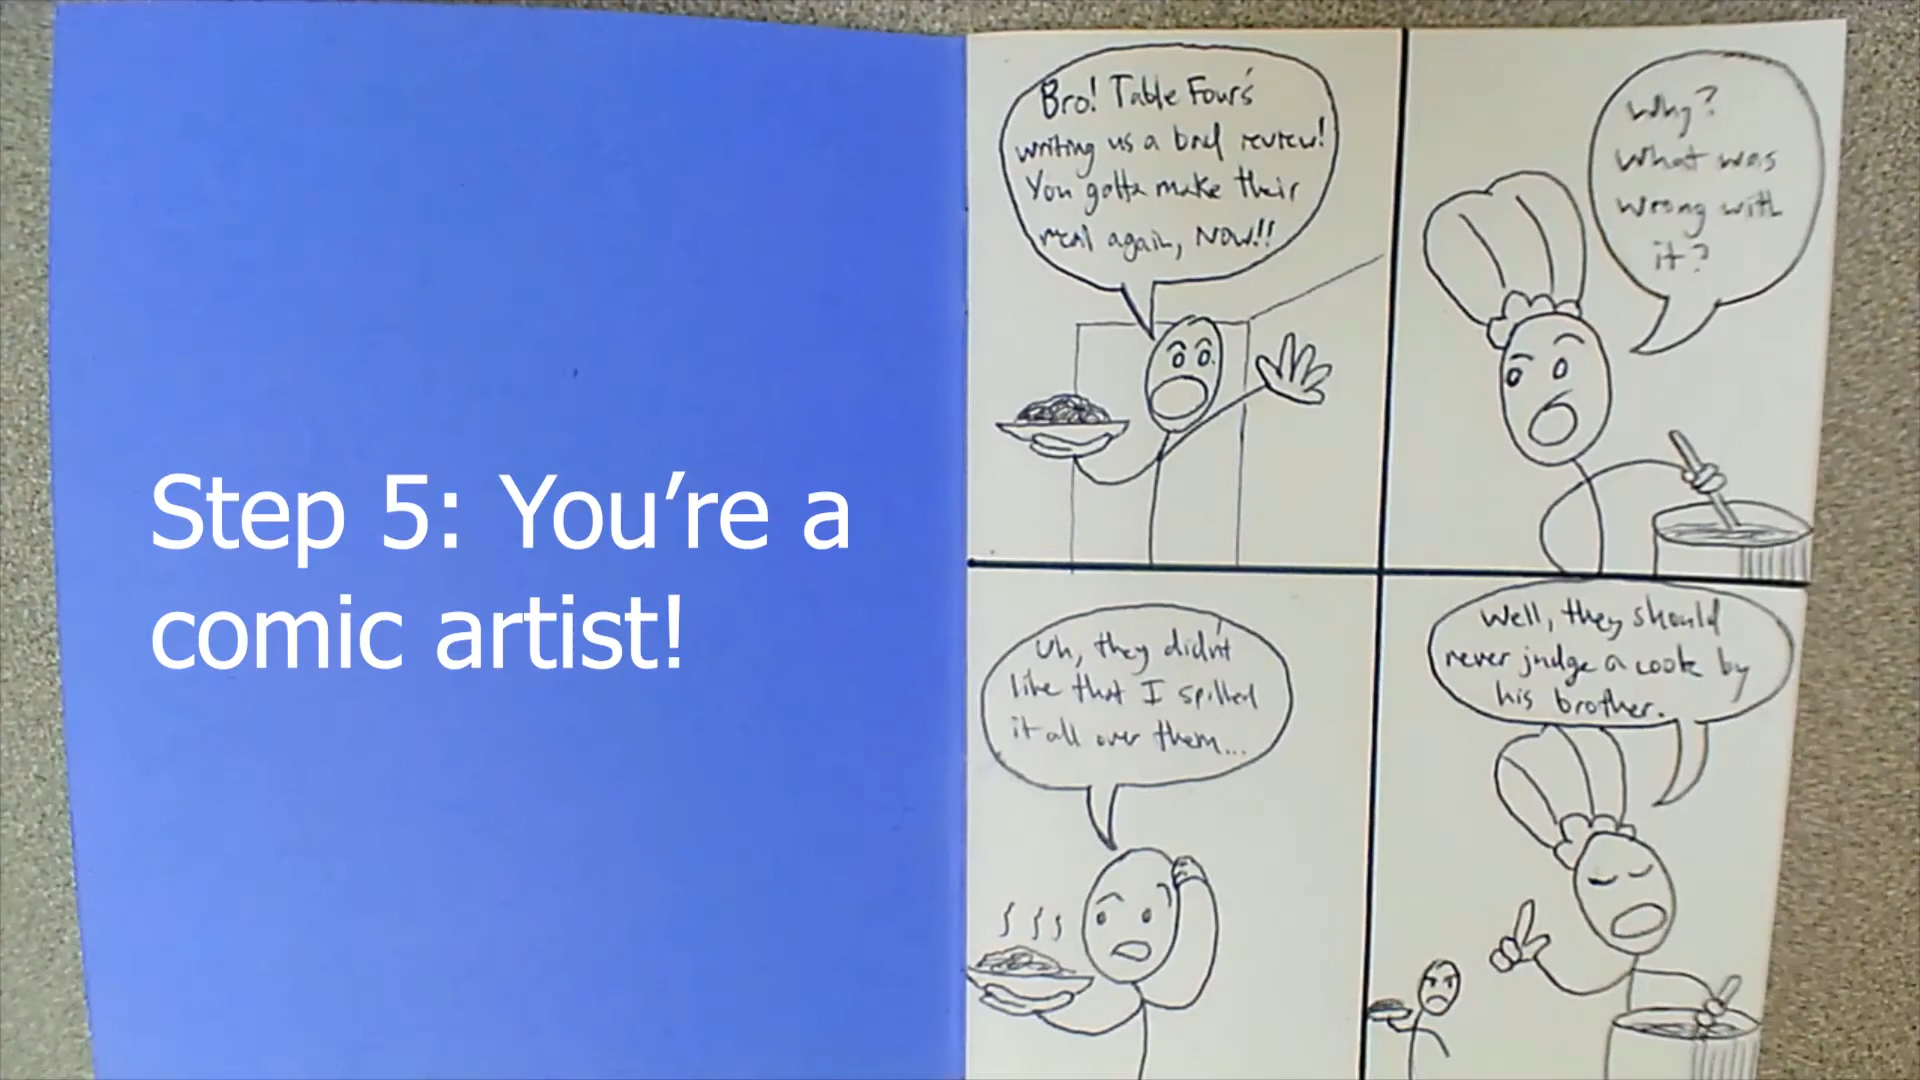 Step 5: You're a
comic artist!
Bro! Table Four's
writing us a bad review!
You gotta make their
meal again, NOW!!
Why?
What was
wrong with
it?
Uh, they didn't
like that I spilled
it all over them...
Well, they should
never judge a cook by
his brother.